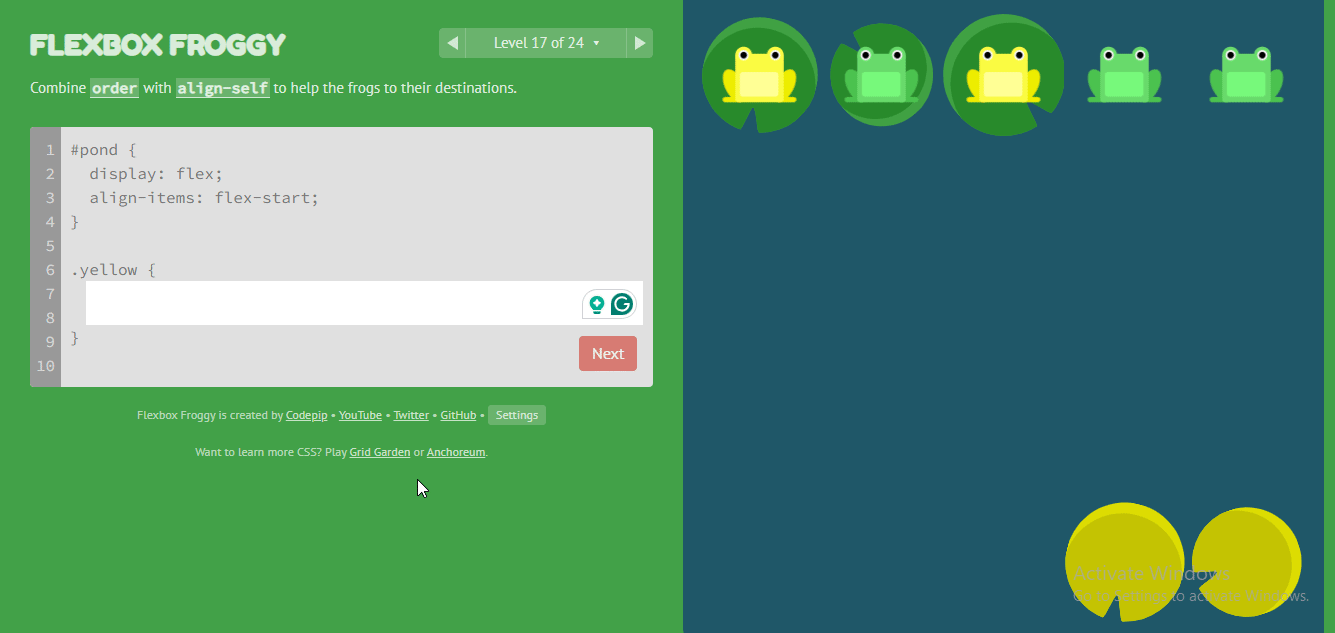 FLEXBOX FROGGY
Level 17 of 24
Combine order with align-self to help the frogs to their destinations.
1 #pond {
2 display: flex;
3 align-items: flex-start;
4 }
5
6 .yellow {
7
8
9 }
10
Next
Flexbox Froggy is created by Codepip • YouTube • Twitter • GitHub • Settings
Want to learn more CSS? Play Grid Garden or Anchoreum.
Activate Windows
Go to Settings to activate Windows.